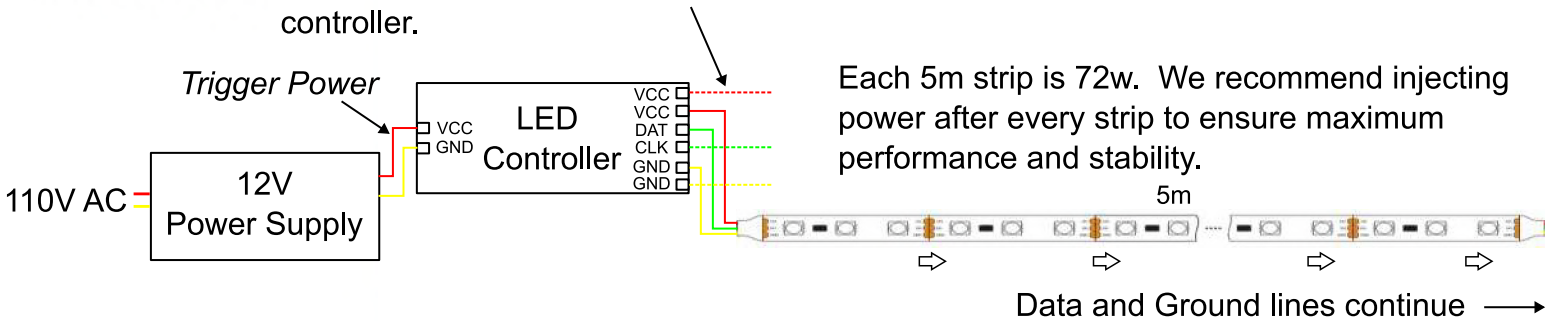 controller.
Trigger Power
Each 5m strip is 72w. We recommend injecting
power after every strip to ensure maximum
performance and stability.
VCC
GND
LED
Controller
VCC
VCC
DAT
CLK
GND
GND
110V AC
12V
Power Supply
5m
Data and Ground lines continue